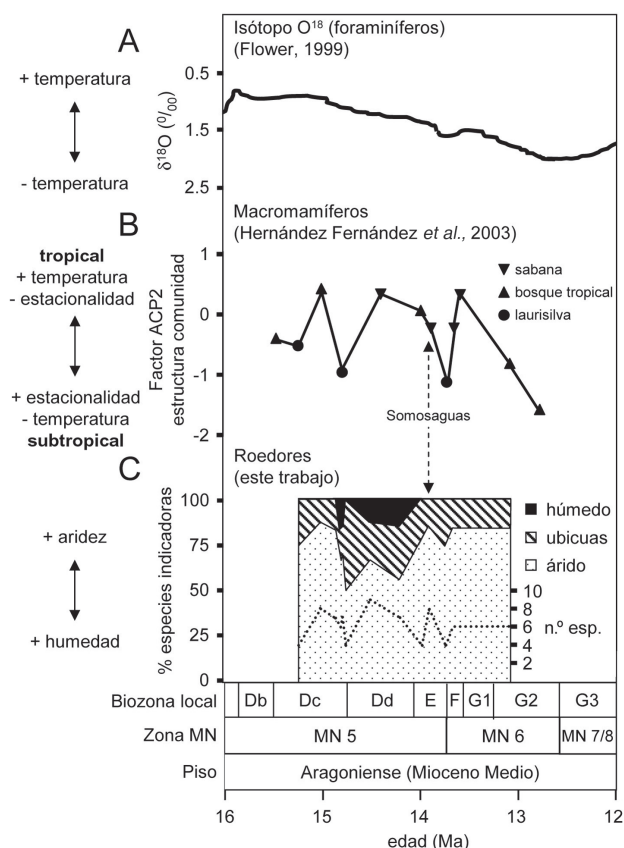 A
Isótopo O18 (foraminíferos)
(Flower, 1999)
+ temperatura
- temperatura
δ18O (0/00)
0.5
1.5
2.5
B
Macromamíferos
(Hernández Fernández et al., 2003)
tropical
+ temperatura
- estacionalidad
+ estacionalidad
- temperatura
subtropical
Factor ACP2
estructura comunidad
1
0
-1
-2
sabana
bosque tropical
laurisilva
Somosaguas
C
Roedores
(este trabajo)
+ aridez
+ humedad
% especies indicadoras
100
75
50
25
0
húmedo
ubicuas
árido
10
8
6
4
2
n.º esp.
Biozona local
Db
Dc
Dd
E
F
G1
G2
G3
Zona MN
MN 5
MN 6
MN 7/8
Piso
Aragoniense (Mioceno Medio)
16
15
14
13
12
edad (Ma)